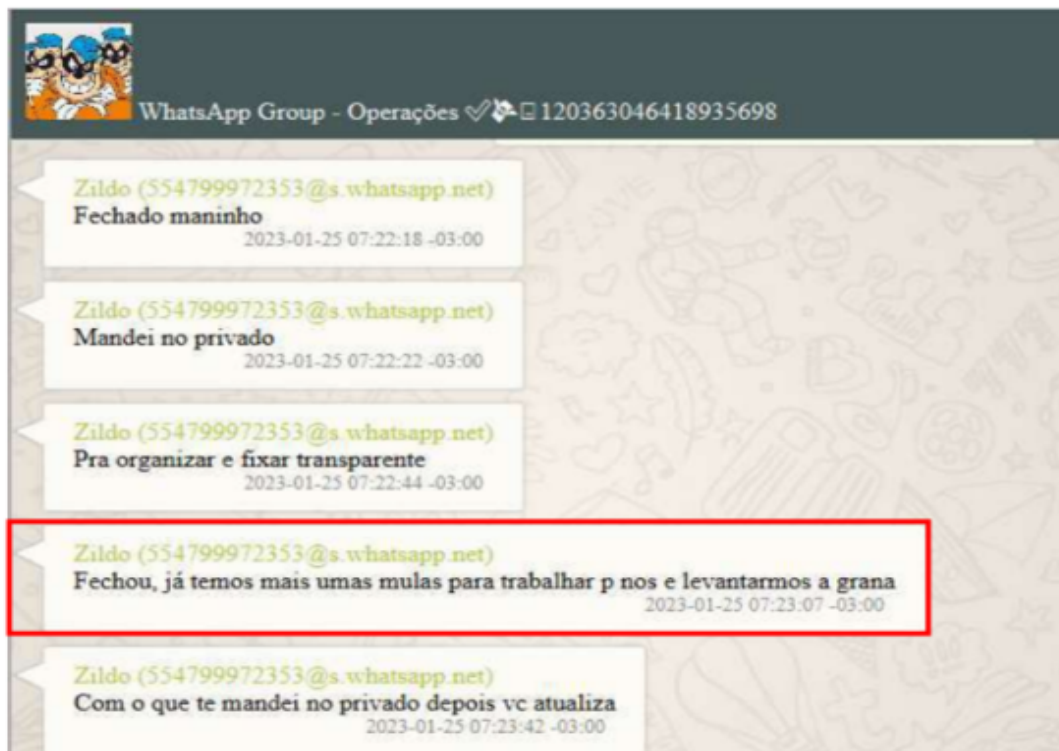 WhatsApp Group - Operações 120363046418935698
Zildo (554799972353@s.whatsapp.net)
Fechado maninho
2023-01-25 07:22:18 -03:00
Zildo (554799972353@s.whatsapp.net)
Mandei no privado
2023-01-25 07:22:22 -03:00
Zildo (554799972353@s.whatsapp.net)
Pra organizar e fixar transparente
2023-01-25 07:22:44 -03:00
Zildo (554799972353@s.whatsapp.net)
Fechou, já temos mais umas mulas para trabalhar p nos e levantarmos a grana
2023-01-25 07:23:07 -03:00
Zildo (554799972353@s.whatsapp.net)
Com o que te mandei no privado depois vc atualiza
2023-01-25 07:23:42 -03:00